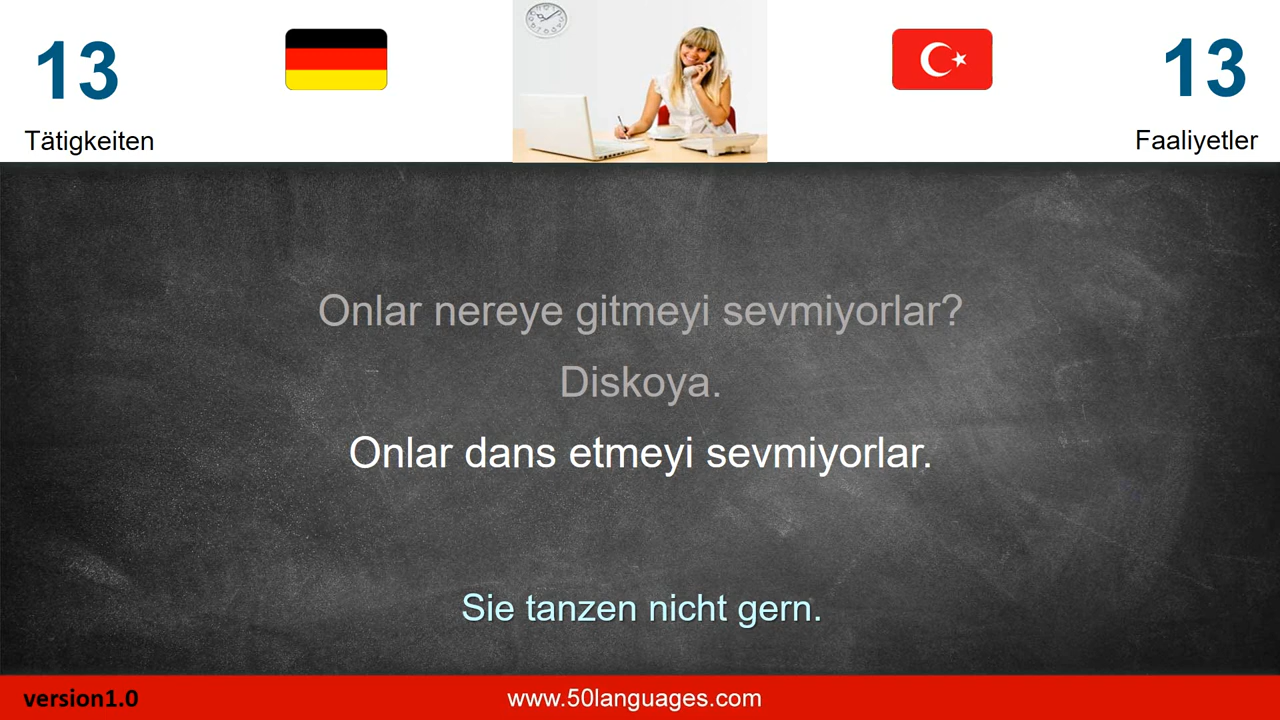 13
13
Tätigkeiten
Faaliyetler
Onlar nereye gitmeyi sevmiyorlar?
Diskoya.
Onlar dans etmeyi sevmiyorlar.
Sie tanzen nicht gern.
version1.0
www.50languages.com